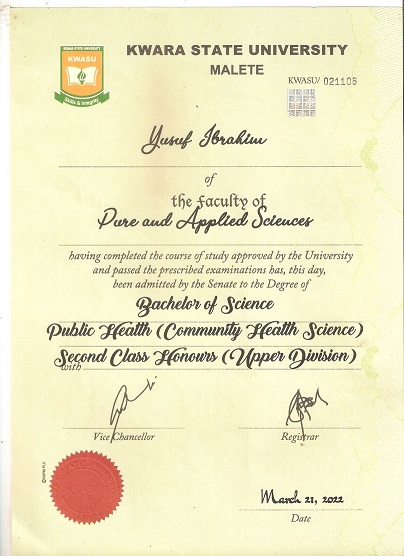 KWARA STATE UNIVERSITY
MALETE
KWARA STATE UNIVERSITY
KWASU
Skills & Integrity
KWASU/ 021106
Yusuf Ibrahim
of
the Faculty of
Pure and Applied Sciences
having completed the course of study approved by the University
and passed the prescribed examinations has, this day,
been admitted by the Senate to the Degree of
Bachelor of Science
Public Health (Community Health Science)
Second Class Honours (Upper Division)
with
Vice Chancellor
Registrar
March 21, 2022
Date